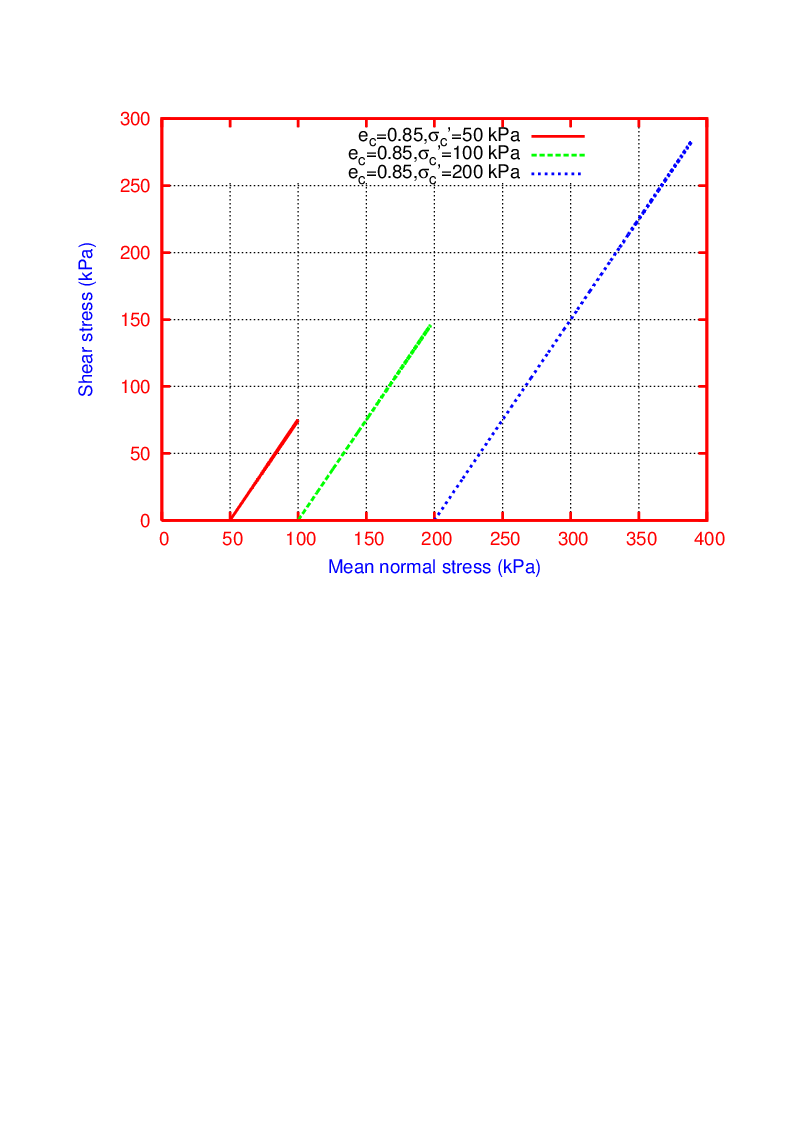 300
250
200
150
100
50
0
0 50 100 150 200 250 300 350 400
Shear stress (kPa)
Mean normal stress (kPa)
e_c=0.85,σ_c'=50 kPa
e_c=0.85,σ_c'=100 kPa
e_c=0.85,σ_c'=200 kPa